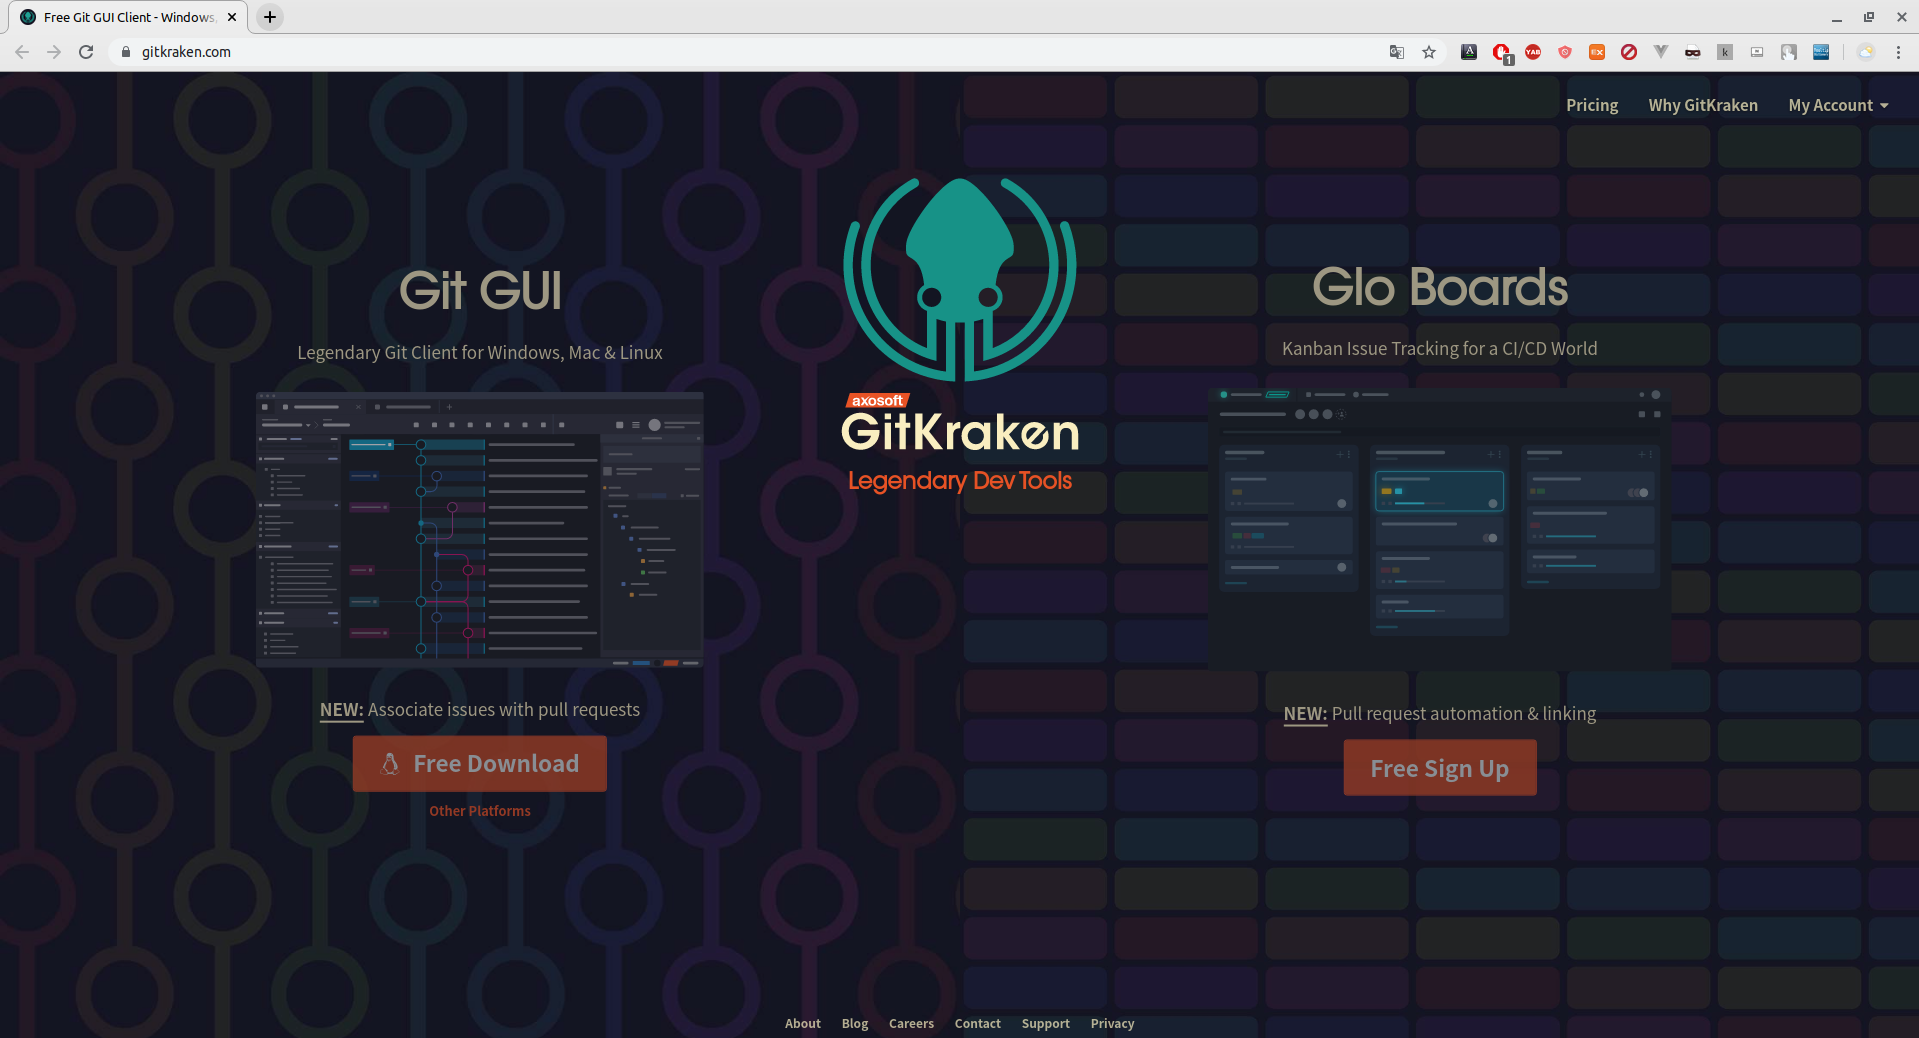 Free Git GUI Client - Windows,
gitkraken.com
A
1
YAB
EX
k
Pricing
Why GitKraken
My Account
Git GUI
Legendary Git Client for Windows, Mac & Linux
NEW: Associate issues with pull requests
Free Download
Other Platforms
axosoft
GitKraken
Legendary Dev Tools
Glo Boards
Kanban Issue Tracking for a CI/CD World
NEW: Pull request automation & linking
Free Sign Up
About
Blog
Careers
Contact
Support
Privacy